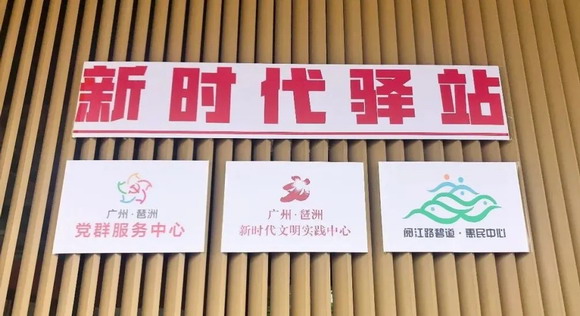 新时代驿站
广州·琶洲
党群服务中心
广州·琶洲
新时代文明实践中心
阅江路碧道·惠民中心